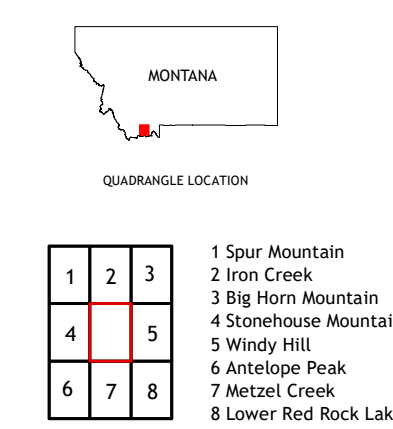 MONTANA
QUADRANGLE LOCATION
1 2 3
4 5
6 7 8
1 Spur Mountain
2 Iron Creek
3 Big Horn Mountain
4 Stonehouse Mountai
5 Windy Hill
6 Antelope Peak
7 Metzel Creek
8 Lower Red Rock Lak